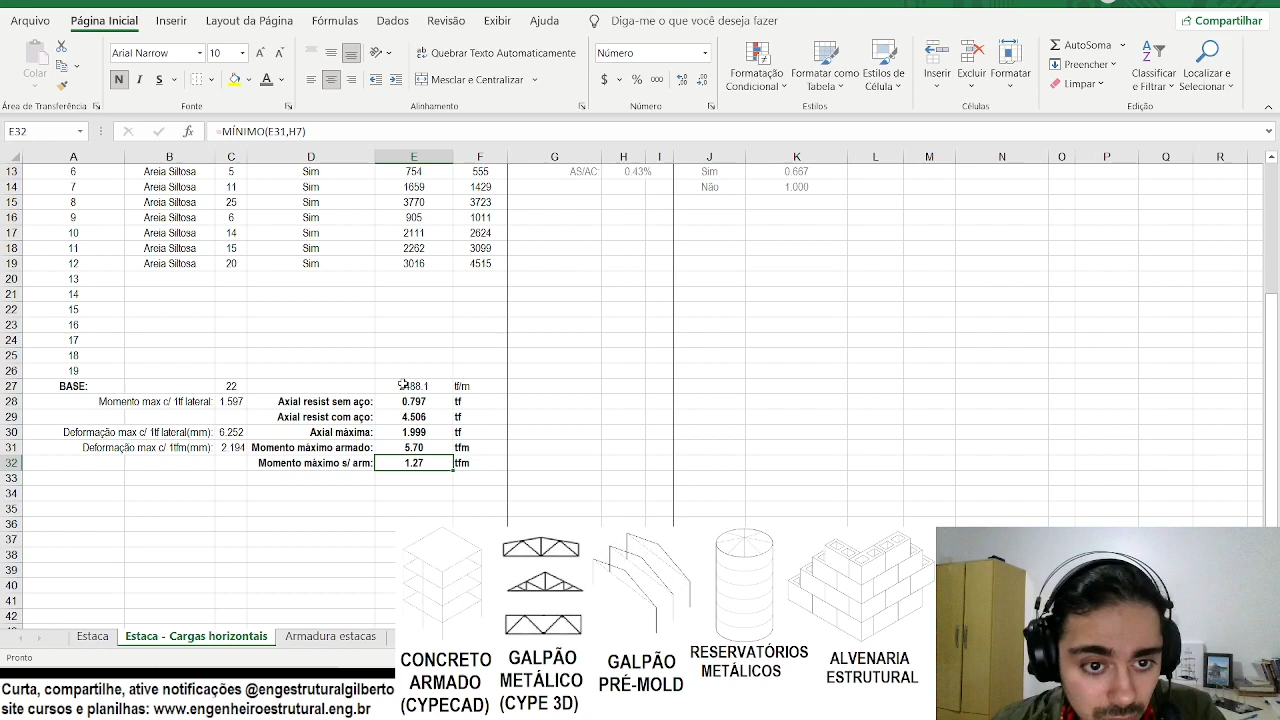 Arquivo Página Inicial Inserir Layout da Página Fórmulas Dados Revisão Exibir Ajuda Diga-me o que você deseja fazer Compartilhar
Arial Narrow 10 Quebrar Texto Automaticamente Número
Colar N I S Mesclar e Centralizar $ % 000 Formatação Condicional Formatar como Tabela Estilos de Célula Inserir Excluir Formatar AutoSoma Preencher Limpar Classificar e Filtrar Localizar e Selecionar
Área de Transferência Fonte Alinhamento Número Estilos Células Edição
E32 fx =MÍNIMO(E31,H7)
A B C D E F G H I J K L M N O P Q R
13 6 Areia Siltosa 5 Sim 754 555 AS/AC: 0.43% Sim 0.667
14 7 Areia Siltosa 11 Sim 1659 1429 Não 1.000
15 8 Areia Siltosa 25 Sim 3770 3723
16 9 Areia Siltosa 6 Sim 905 1011
17 10 Areia Siltosa 14 Sim 2111 2624
18 11 Areia Siltosa 15 Sim 2262 3099
19 12 Areia Siltosa 20 Sim 3016 4515
20 13
21 14
22 15
23 16
24 17
25 18
26 19
27 BASE: 22 tf/m
28 Momento max c/ 1tf lateral: 1.597 Axial resist sem aço: 0.797 tf
29 Axial resist com aço: 4.506 tf
30 Deformação max c/ 1tf lateral(mm): 6.252 Axial máxima: 1.999 tf
31 Deformação max c/ 1tfm(mm): 2.194 Momento máximo armado: 5.70 tfm
32 Momento máximo s/ arm: 1.27 tfm
33
34
35
36
37
38
39
40
41
42
Estaca Estaca - Cargas horizontais Armadura estacas
Pronto
CONCRETO ARMADO (CYPECAD)
GALPÃO METÁLICO (CYPE 3D)
GALPÃO PRÉ-MOLD
RESERVATÓRIOS METÁLICOS
ALVENARIA ESTRUTURAL
Curta, compartilhe, ative notificações @engestruturalgilberto
site cursos e planilhas: www.engenheiroestrutural.eng.br